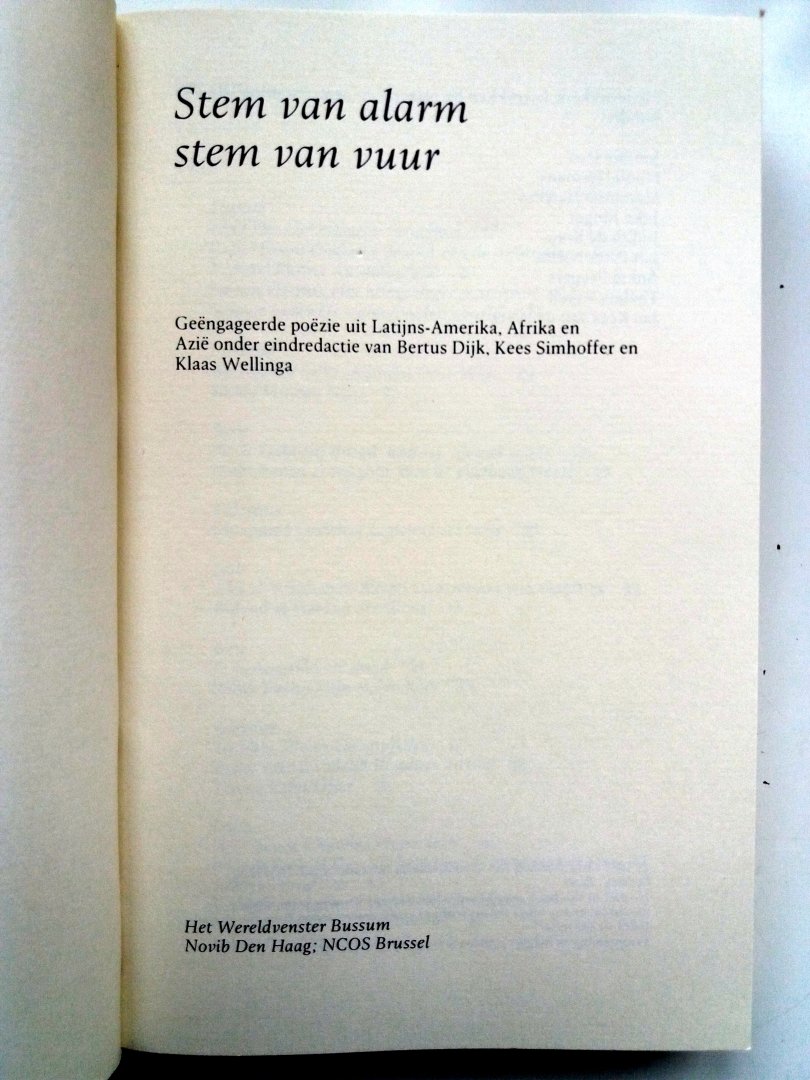 Stem van alarm
stem van vuur
Geëngageerde poëzie uit Latijns-Amerika, Afrika en
Azië onder eindredactie van Bertus Dijk, Kees Simhoffer en
Klaas Wellinga
Het Wereldvenster Bussum
Novib Den Haag; NCOS Brussel